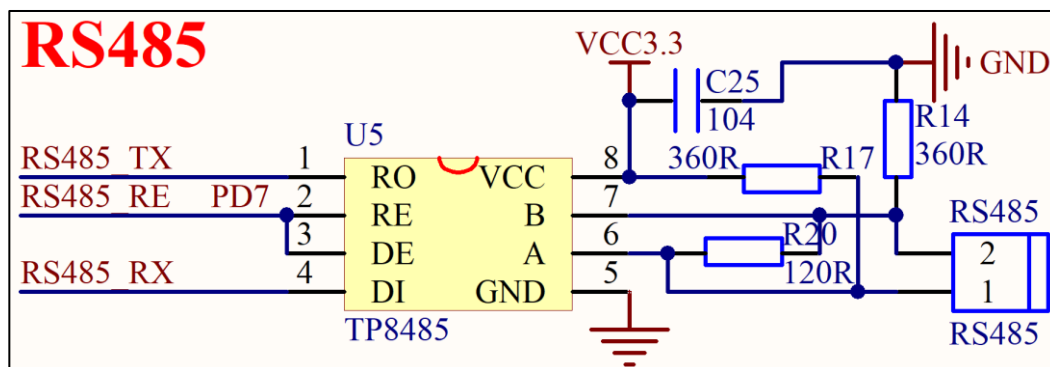 RS485
VCC3.3
GND
C25
104
R14
360R
U5
360R
R17
RS485_TX
1
RO
VCC
8
RS485_RE
PD7
2
RE
B
7
RS485
3
DE
A
6
R20
120R
2
RS485_RX
4
DI
GND
5
1
TP8485
RS485